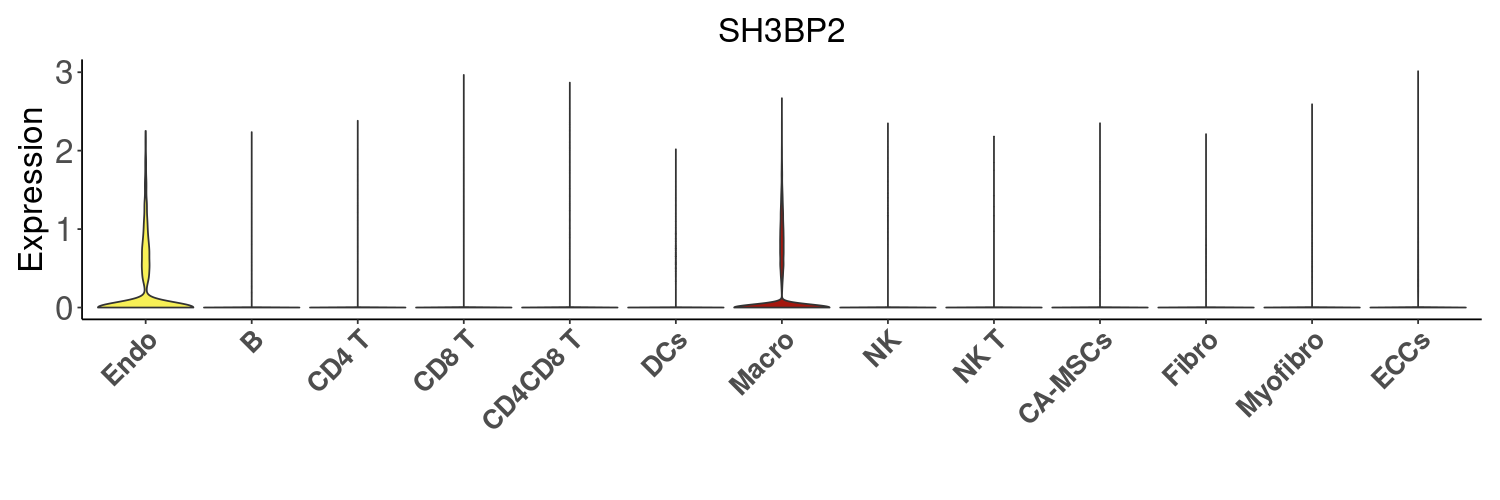 SH3BP2
Expression
3
2
1
0
Endo
B
CD4 T
CD8 T
CD4CD8 T
DCs
Macro
NK
NK T
CA-MSCs
Fibro
Myofibro
ECCs